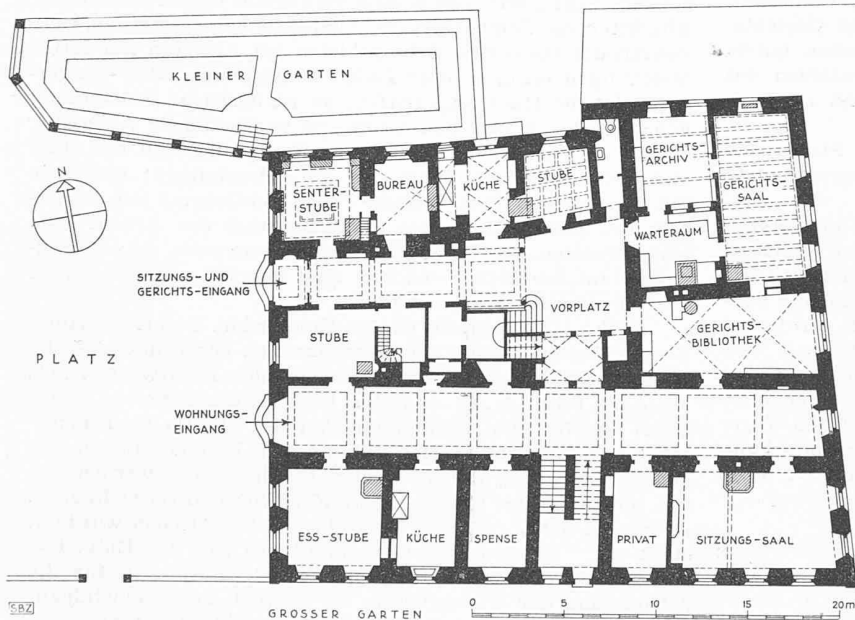 KLEINER GARTEN
N
SENTER-
STUBE
BUREAU
KÜCHE
STUBE
GERICHTS-
ARCHIV
GERICHTS-
SAAL
WARTERAUM
SITZUNGS- UND
GERICHTS-EINGANG
VORPLATZ
STUBE
GERICHTS-
BIBLIOTHEK
PLATZ
WOHNUNGS-
EINGANG
ESS-STUBE
KÜCHE
SPENSE
PRIVAT
SITZUNGS-SAAL
SBZ
GROSSER GARTEN
0 5 10 15 20m